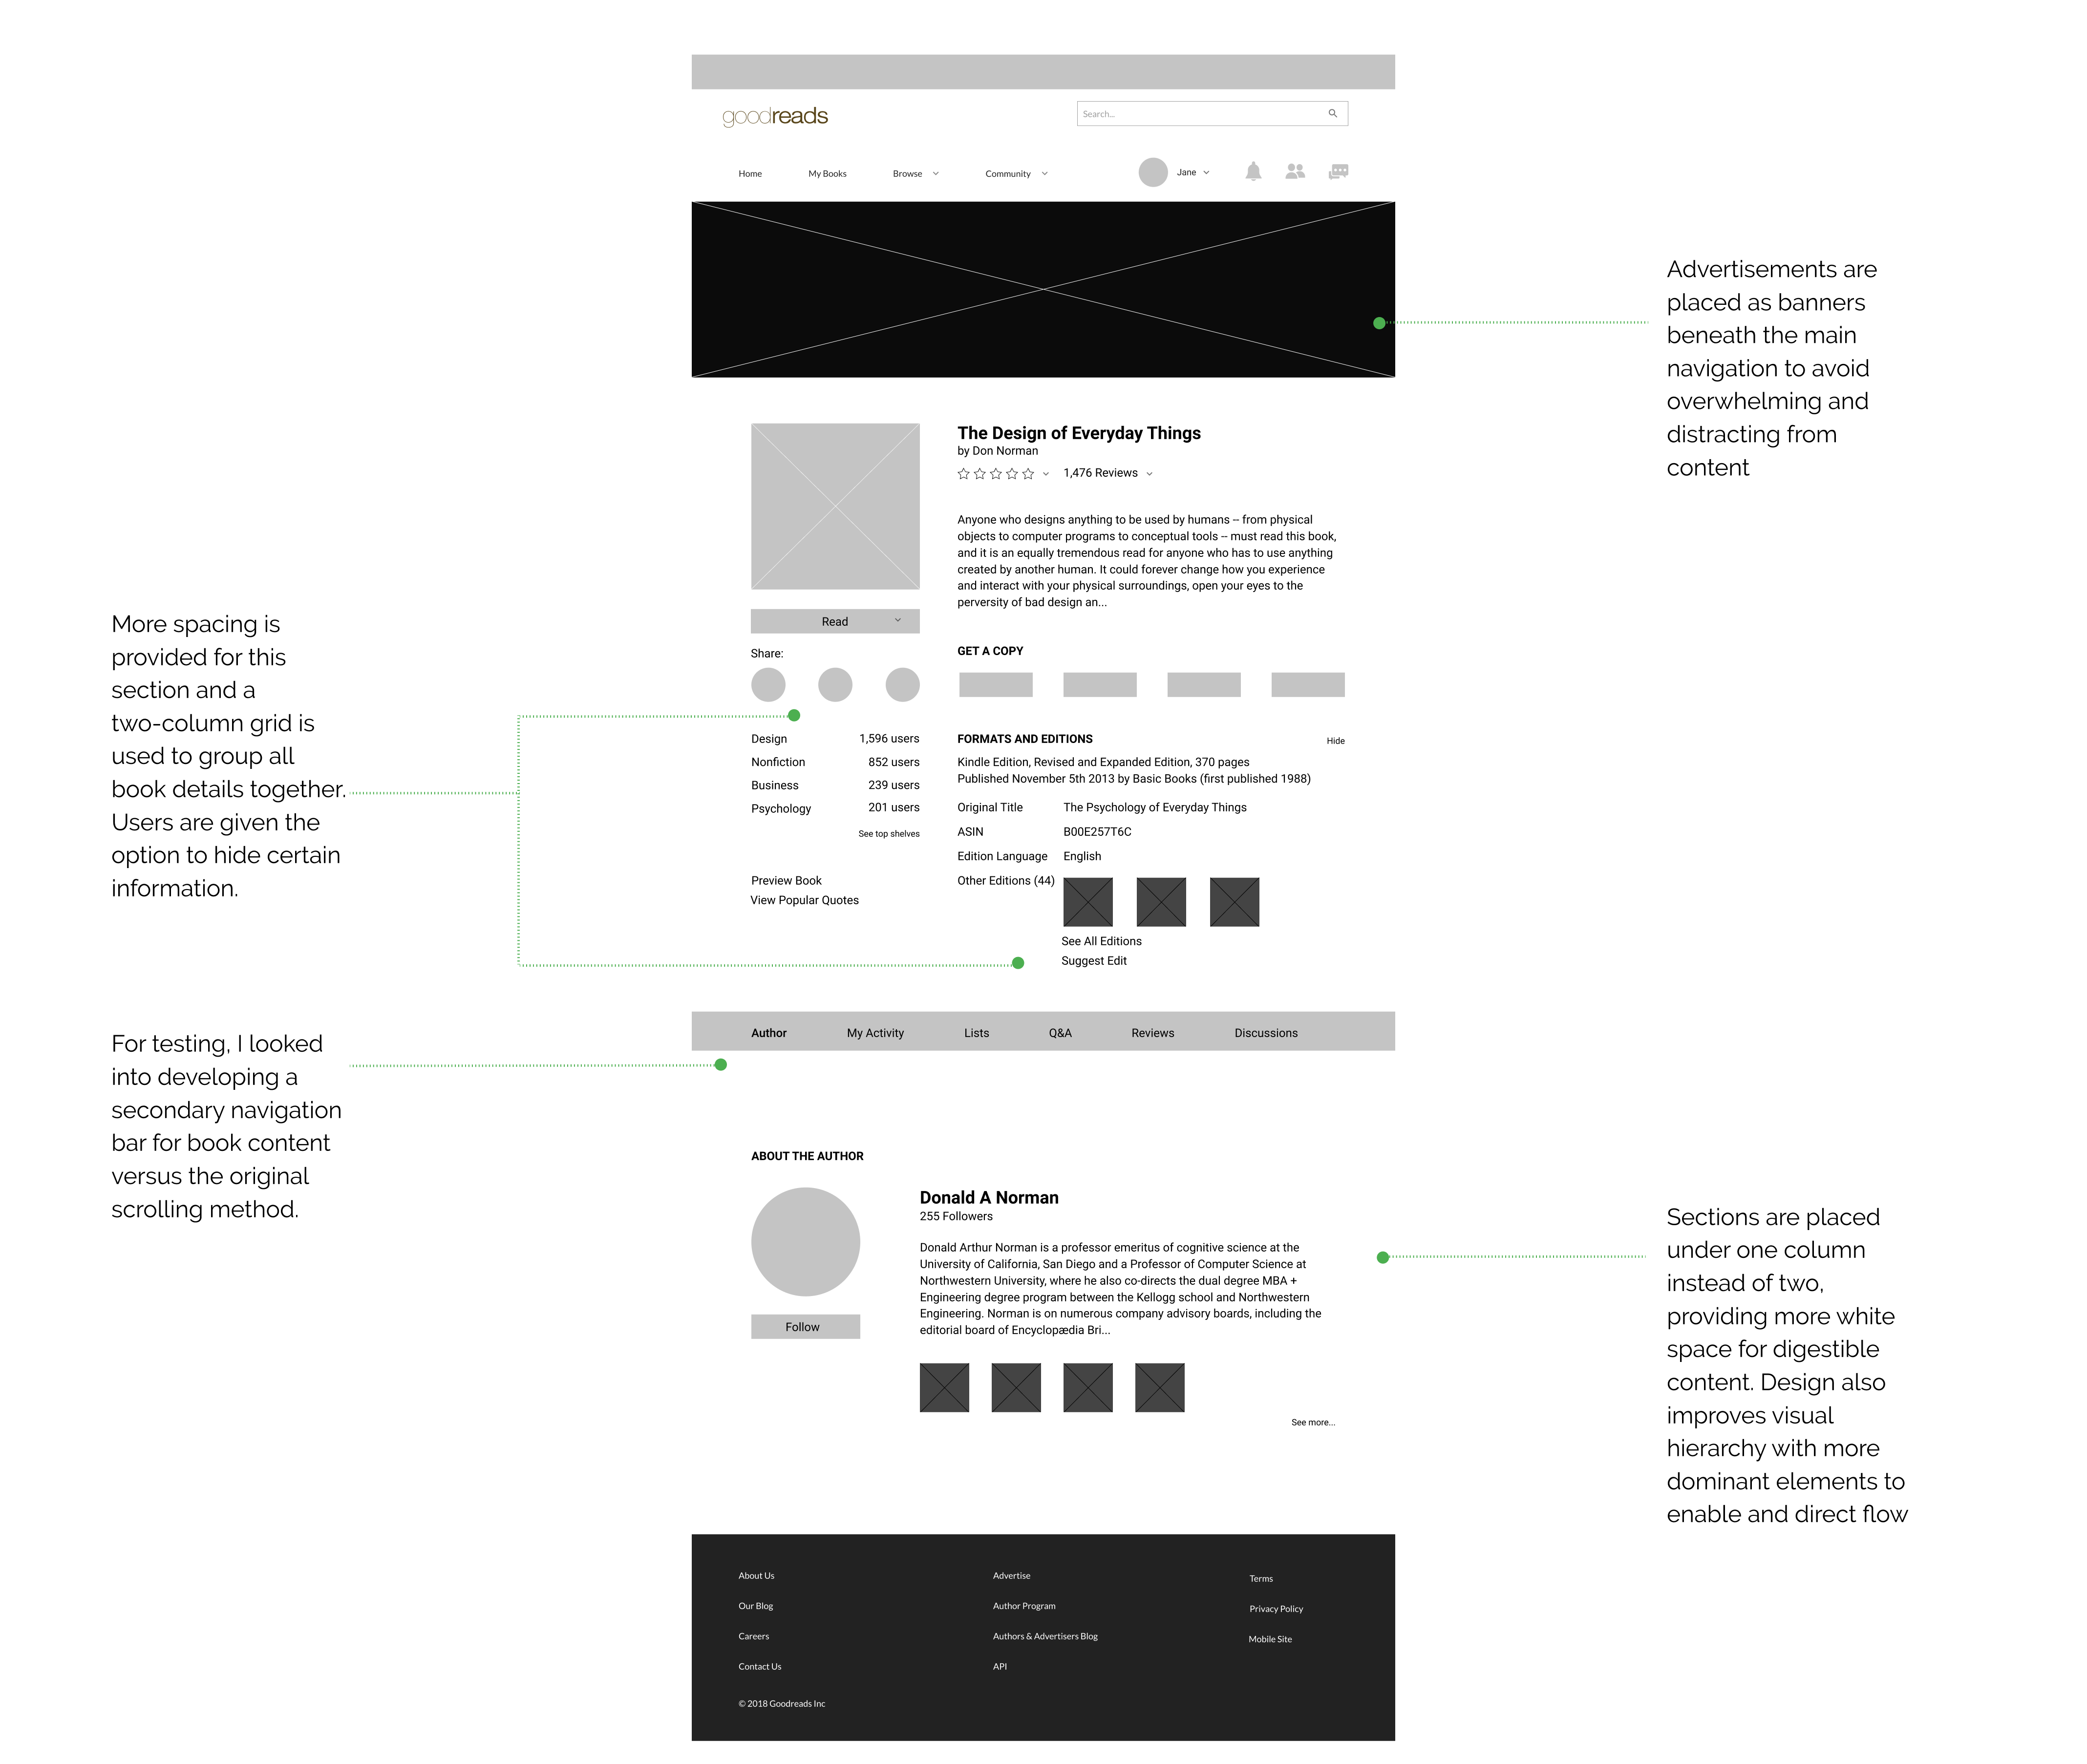 goodreads
Search...
Home
My Books
Browse
Community
Jane
Advertisements are
placed as banners
beneath the main
navigation to avoid
overwhelming and
distracting from
content
The Design of Everyday Things
by Don Norman
1,476 Reviews
Anyone who designs anything to be used by humans -- from physical
objects to computer programs to conceptual tools -- must read this book,
and it is an equally tremendous read for anyone who has to use anything
created by another human. It could forever change how you experience
and interact with your physical surroundings, open your eyes to the
perversity of bad design an...
Read
Share:
GET A COPY
More spacing is
provided for this
section and a
two-column grid is
used to group all
book details together.
Users are given the
option to hide certain
information.
Design 1,596 users
Nonfiction 852 users
Business 239 users
Psychology 201 users
See top shelves
Preview Book
View Popular Quotes
FORMATS AND EDITIONS
Hide
Kindle Edition, Revised and Expanded Edition, 370 pages
Published November 5th 2013 by Basic Books (first published 1988)
Original Title The Psychology of Everyday Things
ASIN B00E257T6C
Edition Language English
Other Editions (44)
See All Editions
Suggest Edit
For testing, I looked
into developing a
secondary navigation
bar for book content
versus the original
scrolling method.
Author
My Activity
Lists
Q&A
Reviews
Discussions
ABOUT THE AUTHOR
Donald A Norman
255 Followers
Donald Arthur Norman is a professor emeritus of cognitive science at the
University of California, San Diego and a Professor of Computer Science at
Northwestern University, where he also co-directs the dual degree MBA +
Engineering degree program between the Kellogg school and Northwestern
Engineering. Norman is on numerous company advisory boards, including the
editorial board of Encyclopædia Bri...
Follow
See more...
Sections are placed
under one column
instead of two,
providing more white
space for digestible
content. Design also
improves visual
hierarchy with more
dominant elements to
enable and direct flow
About Us
Our Blog
Careers
Contact Us
© 2018 Goodreads Inc
Advertise
Author Program
Authors & Advertisers Blog
API
Terms
Privacy Policy
Mobile Site